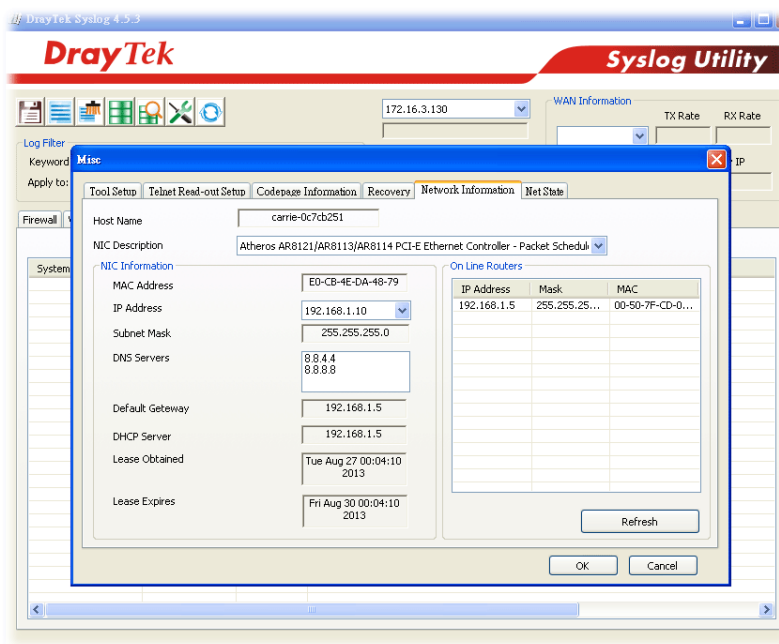 DrayTek Syslog 4.5.3
DrayTek
Syslog Utility
172.16.3.130
WAN Information
TX Rate RX Rate
Log Filter
Keyword
Apply to:
IP
Firewall
System
Misc
Tool Setup Telnet Read-out Setup Codepage Information Recovery Network Information Net State
Host Name carrie-0c7cb251
NIC Description Atheros AR8121/AR8113/AR8114 PCI-E Ethernet Controller - Packet Schedul
NIC Information
MAC Address E0-CB-4E-DA-48-79
IP Address 192.168.1.10
Subnet Mask 255.255.255.0
DNS Servers 8.8.4.4
8.8.8.8
Default Geteway 192.168.1.5
DHCP Server 192.168.1.5
Lease Obtained Tue Aug 27 00:04:10
2013
Lease Expires Fri Aug 30 00:04:10
2013
On Line Routers
IP Address Mask MAC
192.168.1.5 255.255.25... 00-50-7F-CD-0...
Refresh
OK Cancel